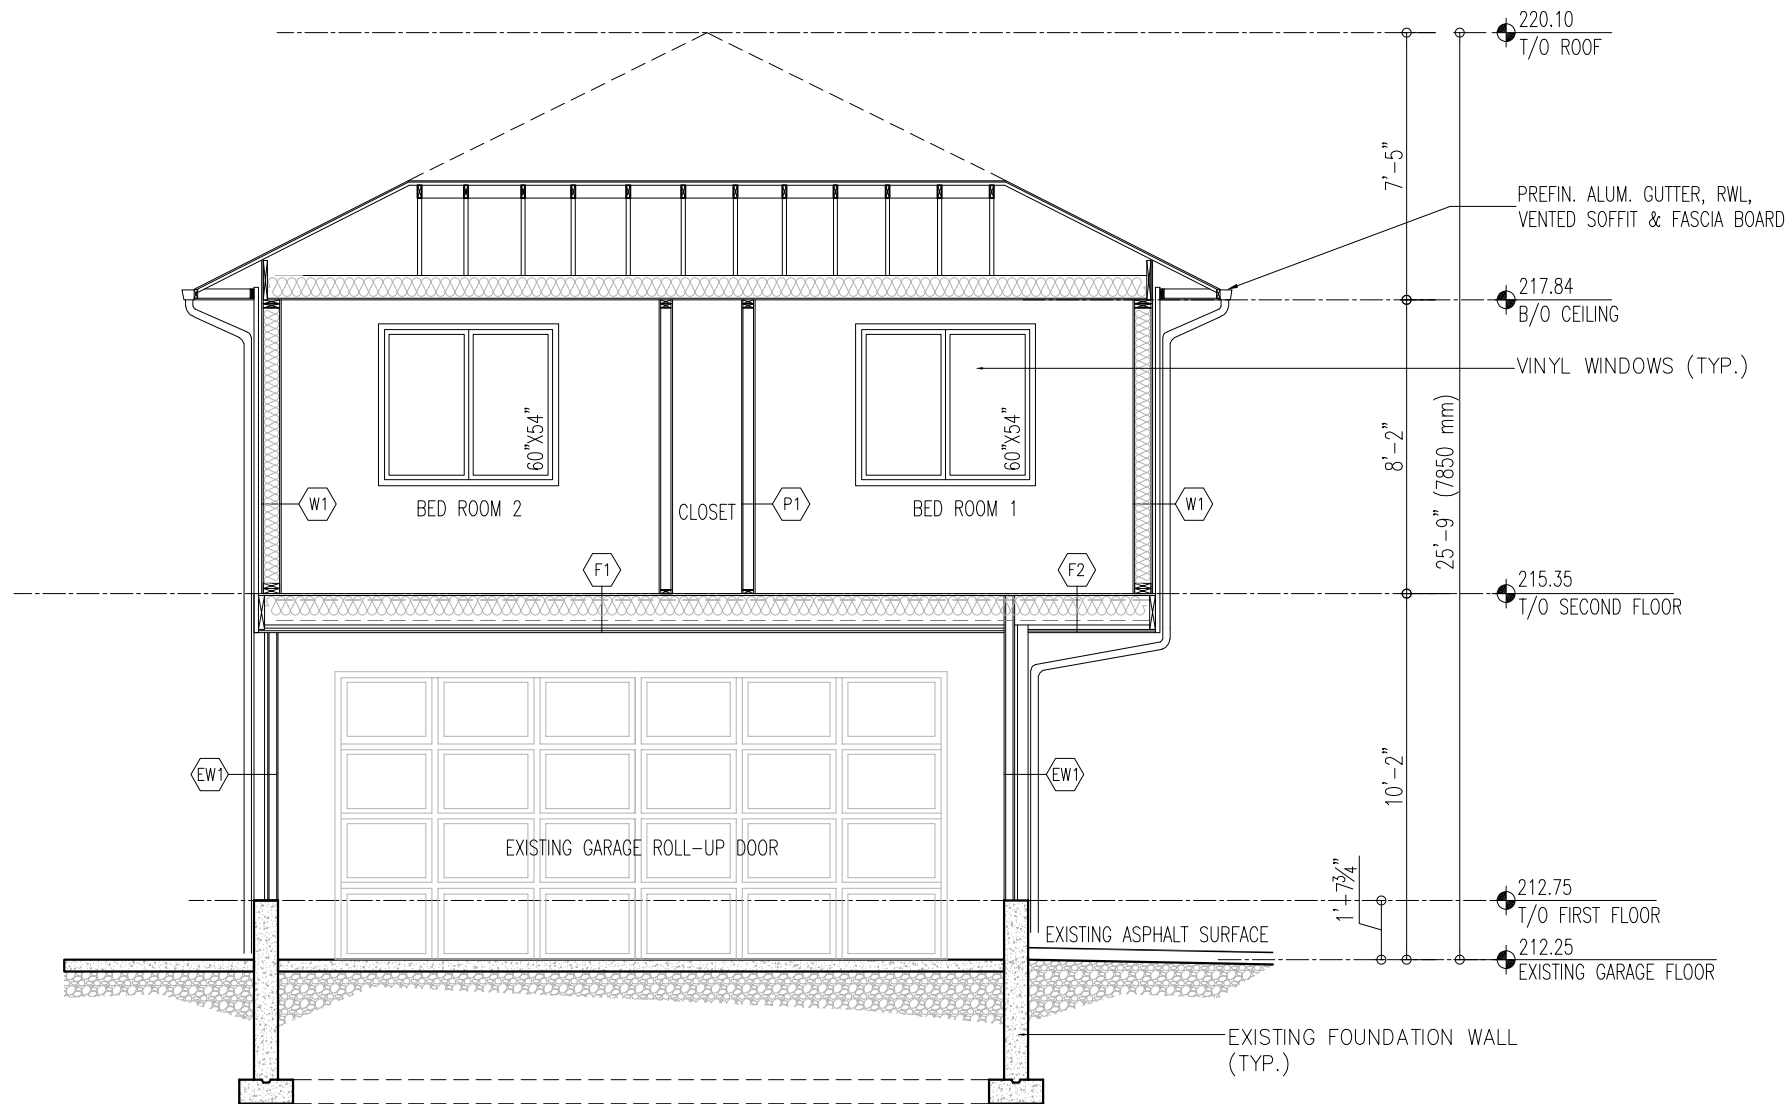 220.10
T/O ROOF
7'-5"
PREFIN. ALUM. GUTTER, RWL,
VENTED SOFFIT & FASCIA BOARD
217.84
B/O CEILING
VINYL WINDOWS (TYP.)
60"X54"
60"X54"
8'-2"
25'-9" (7850 mm)
W1
BED ROOM 2
CLOSET
P1
BED ROOM 1
W1
F1
F2
215.35
T/O SECOND FLOOR
EW1
EW1
10'-2"
EXISTING GARAGE ROLL-UP DOOR
1'-7¾"
212.75
T/O FIRST FLOOR
EXISTING ASPHALT SURFACE
212.25
EXISTING GARAGE FLOOR
EXISTING FOUNDATION WALL
(TYP.)